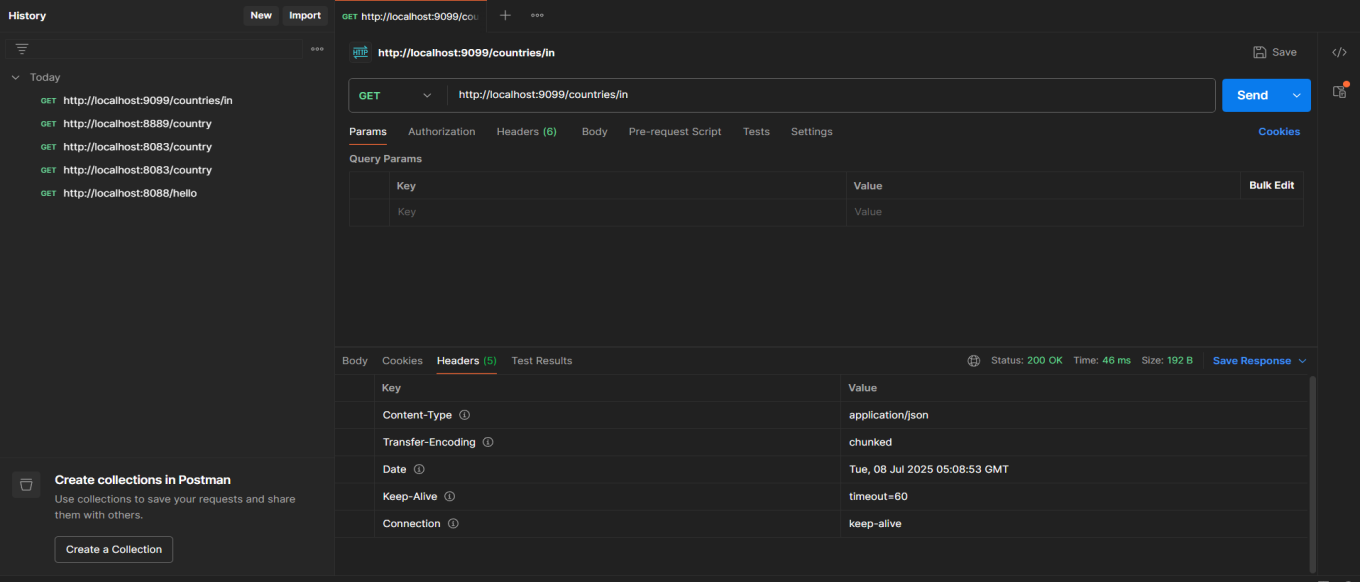 History
New
Import
Today
GET http://localhost:9099/countries/in
GET http://localhost:8889/country
GET http://localhost:8083/country
GET http://localhost:8083/country
GET http://localhost:8088/hello
Create collections in Postman
Use collections to save your requests and share
them with others.
Create a Collection
GET http://localhost:9099/cou
HTTP http://localhost:9099/countries/in
Save
GET http://localhost:9099/countries/in
Send
Params Authorization Headers (6) Body Pre-request Script Tests Settings Cookies
Query Params
Key Value Bulk Edit
Key Value
Body Cookies Headers (5) Test Results Status: 200 OK Time: 46 ms Size: 192 B Save Response
Key Value
Content-Type application/json
Transfer-Encoding chunked
Date Tue, 08 Jul 2025 05:08:53 GMT
Keep-Alive timeout=60
Connection keep-alive